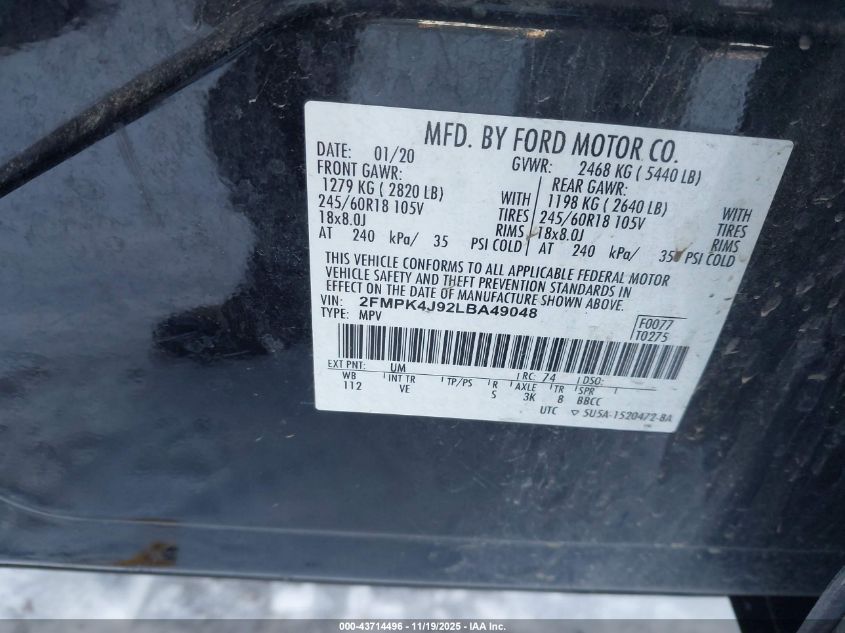 MFD. BY FORD MOTOR CO.
DATE: 01/20 GVWR: 2468 KG ( 5440 LB)
FRONT GAWR: REAR GAWR:
1279 KG ( 2820 LB) WITH 1198 KG ( 2640 LB) WITH
245/60R18 105V TIRES 245/60R18 105V TIRES
18x8.0J RIMS 18x8.0J RIMS
AT 240 kPa/ 35 PSI COLD AT 240 kPa/ 35 PSI COLD
THIS VEHICLE CONFORMS TO ALL APPLICABLE FEDERAL MOTOR
VEHICLE SAFETY AND THEFT PREVENTION STANDARDS IN
EFFECT ON THE DATE OF MANUFACTURE SHOWN ABOVE.
VIN: 2FMPK4J92LBA49048 F0077
TYPE: MPV T0275
EXT PNT: UM RC: 74 DSO:
WB INT TR TP/PS R AXLE TR SPR
112 VE S 3K 8 BBCC
UTC 5U5A-1520472-BA
000-43714496 - 11/19/2025 - IAA Inc.